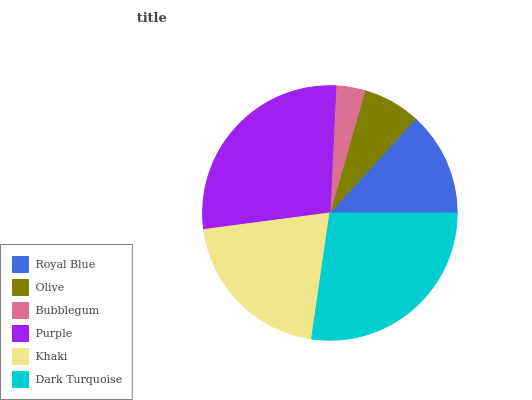 title
Royal Blue
Olive
Bubblegum
Purple
Khaki
Dark Turquoise